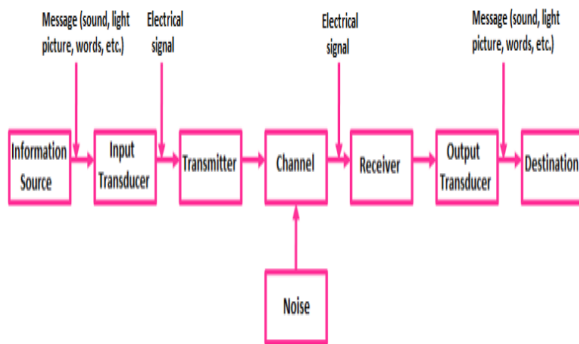 Message (sound, light
picture, words, etc.)
Electrical
signal
Electrical
signal
Message (sound, light
picture, words, etc.)
Information
Source
Input
Transducer
Transmitter
Channel
Receiver
Output
Transducer
Destination
Noise